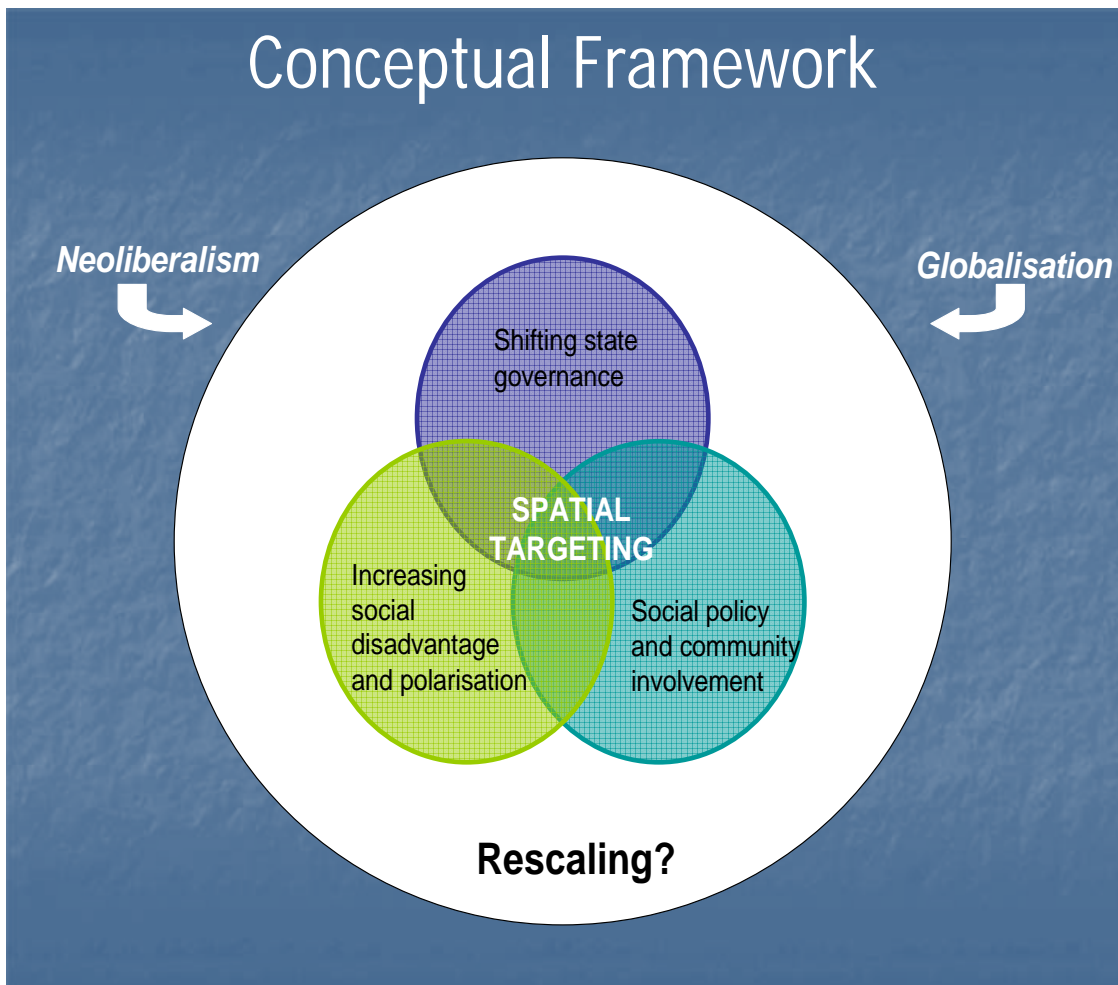 Conceptual Framework
Neoliberalism
Globalisation
Shifting state
governance
SPATIAL
TARGETING
Increasing
social
disadvantage
and polarisation
Social policy
and community
involvement
Rescaling?